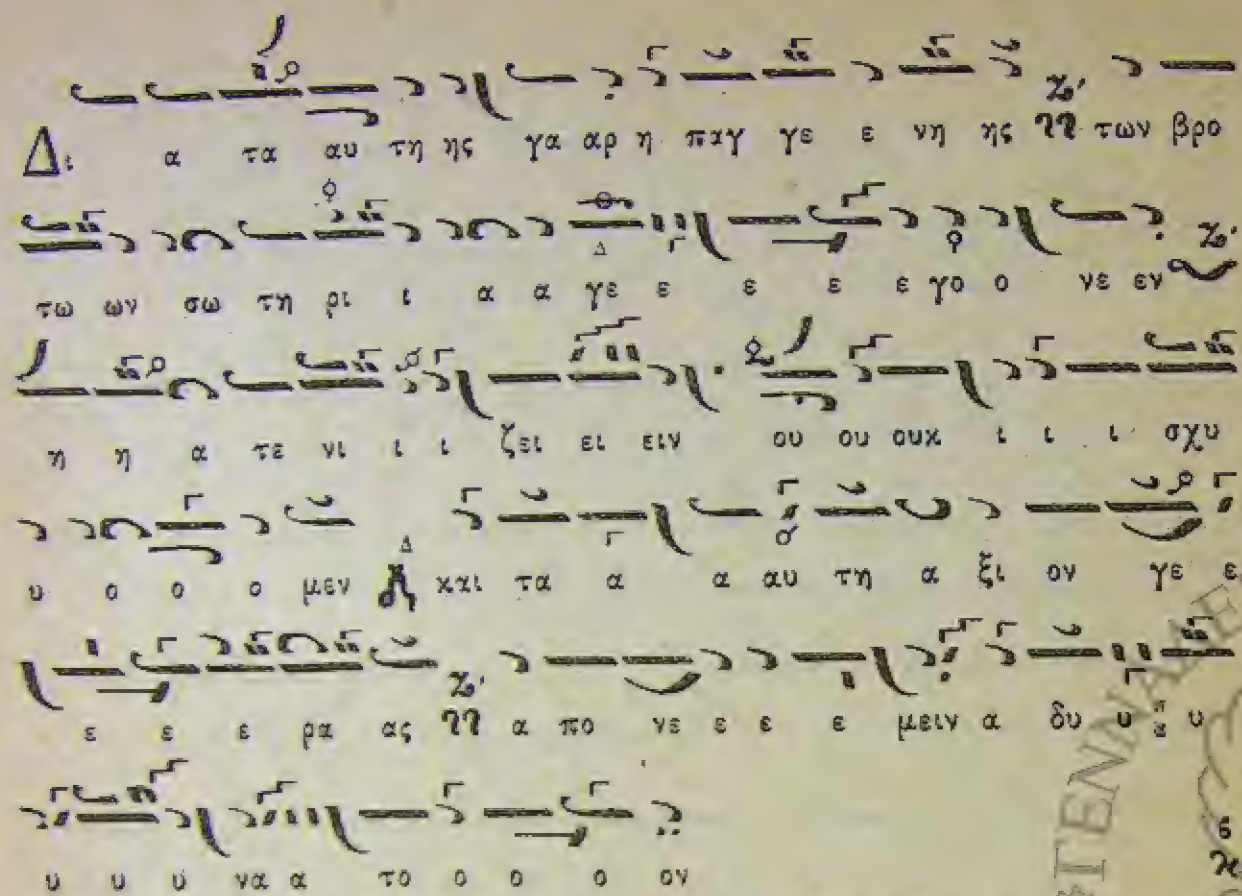 Δι α τα αυ τη ης γα αρ η παγ γε ε νη ης των βρο
τω ων σω τη ρι ι α α γε ε ε ε ε γο ο νε εν
η η α τε νι ι ι ζει ει ειν ου ου ουκ ι ι ι σχυ
υ ο ο ο μεν Δ και τα α α αυ τη α ξι ον γε ε
ε ε ε ρα ας α πο νε ε ε ε μειν α δυ υ υ
υ υ υ να α το ο ο ο ον